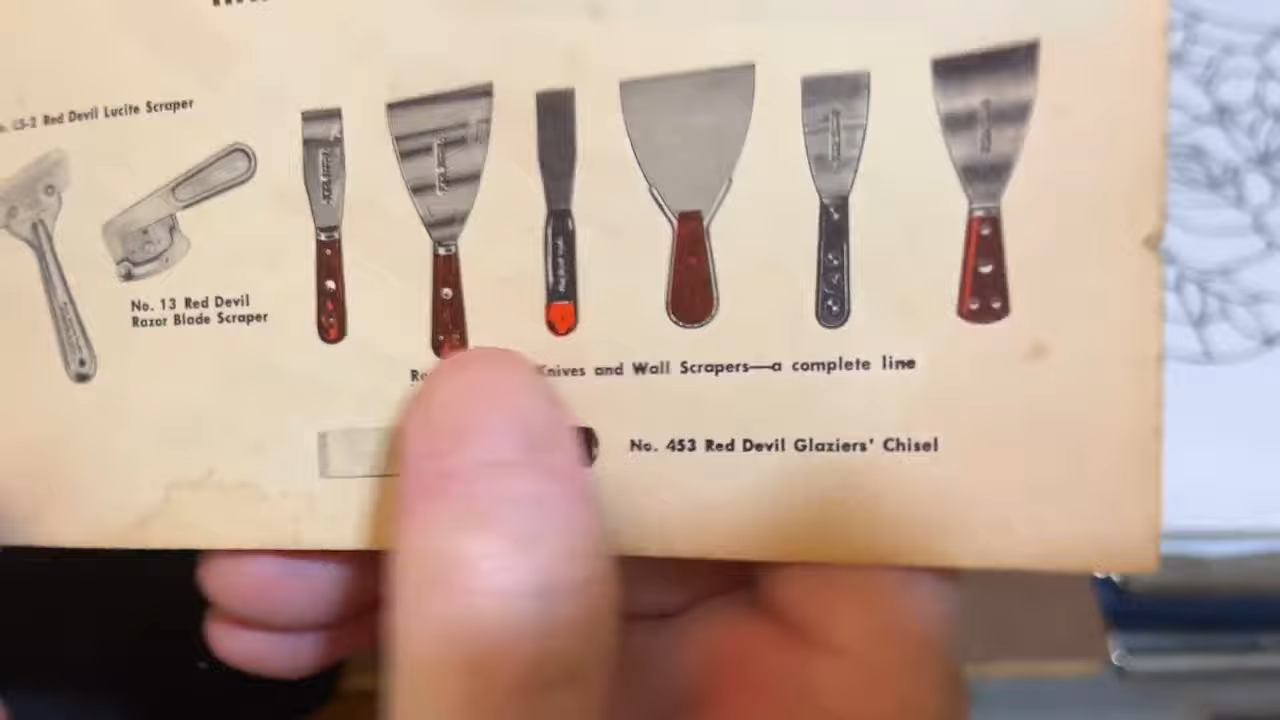 LS-2 Red Devil Lucite Scraper
No. 13 Red Devil
Razor Blade Scraper
Knives and Wall Scrapers—a complete line
No. 453 Red Devil Glaziers' Chisel